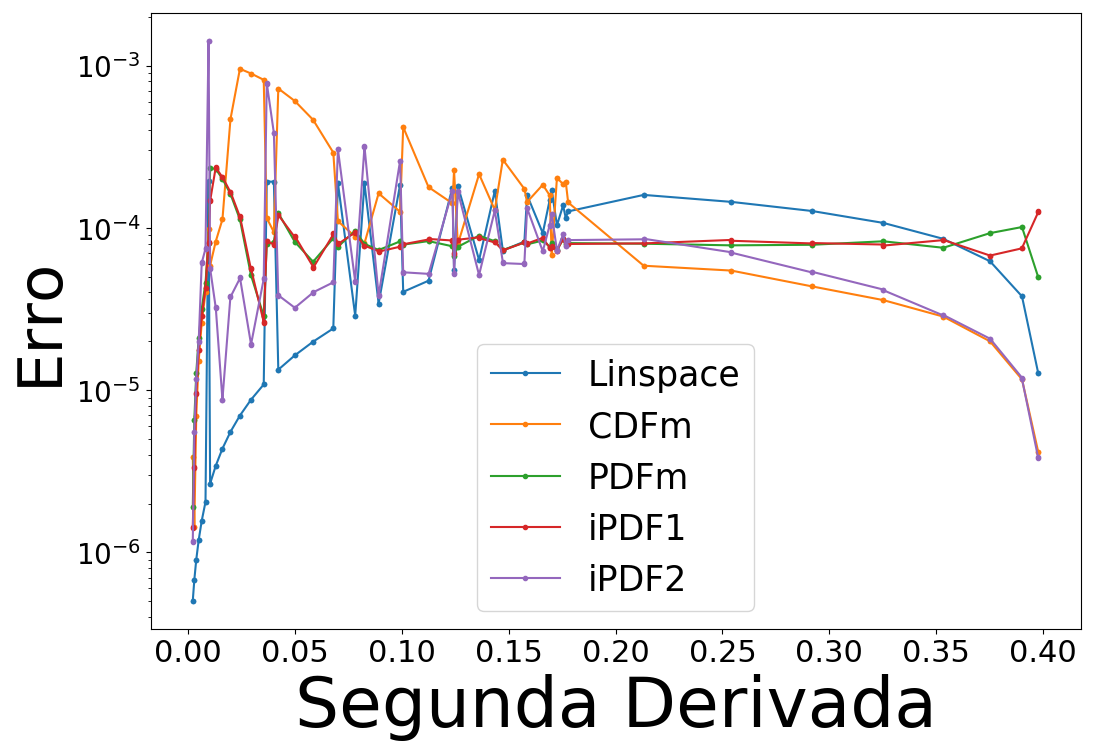 Erro
10⁻³
10⁻⁴
10⁻⁵
10⁻⁶
Linspace
CDFm
PDFm
iPDF1
iPDF2
0.00 0.05 0.10 0.15 0.20 0.25 0.30 0.35 0.40
Segunda Derivada